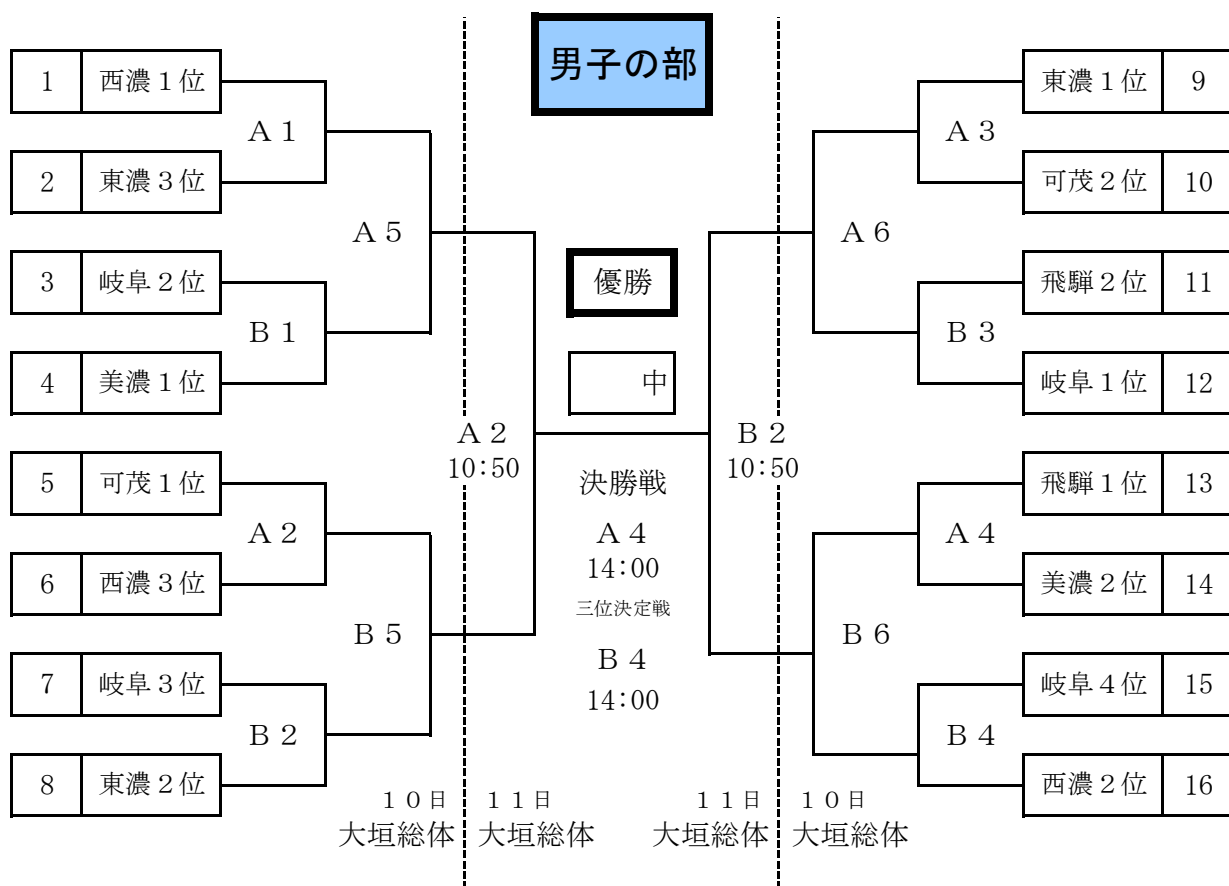 男子の部
1 西濃１位
2 東濃３位
3 岐阜２位
4 美濃１位
5 可茂１位
6 西濃３位
7 岐阜３位
8 東濃２位
Ａ１
Ｂ１
Ａ２
Ｂ２
Ａ５
Ｂ５
Ａ２
10:50
優勝
中
決勝戦
Ａ４
14:00
三位決定戦
Ｂ４
14:00
Ｂ２
10:50
Ａ６
Ｂ６
Ａ３
Ｂ３
Ａ４
Ｂ４
東濃１位 9
可茂２位 10
飛騨２位 11
岐阜１位 12
飛騨１位 13
美濃２位 14
岐阜４位 15
西濃２位 16
１０日 １１日 １１日 １０日
大垣総体 大垣総体 大垣総体 大垣総体